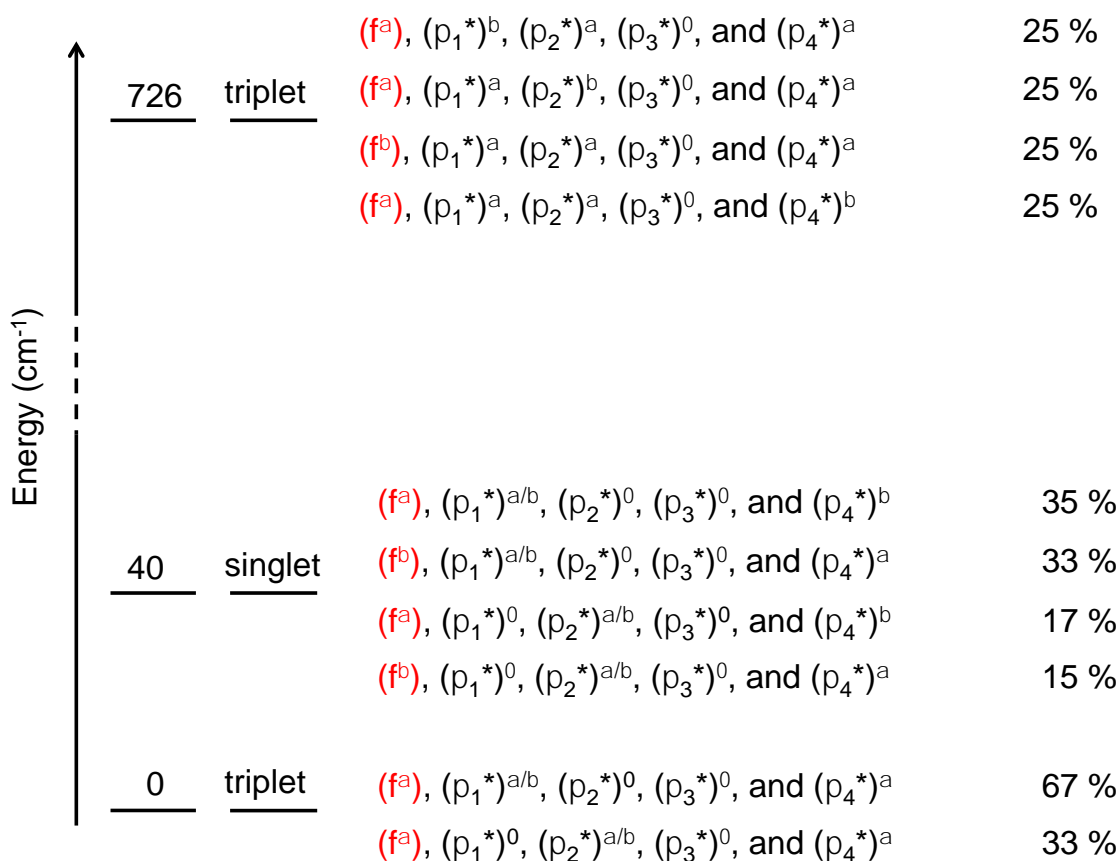 (fᵃ), (p₁*)ᵇ, (p₂*)ᵃ, (p₃*)⁰, and (p₄*)ᵃ 25 %
726 triplet (fᵃ), (p₁*)ᵃ, (p₂*)ᵇ, (p₃*)⁰, and (p₄*)ᵃ 25 %
(fᵇ), (p₁*)ᵃ, (p₂*)ᵃ, (p₃*)⁰, and (p₄*)ᵃ 25 %
(fᵃ), (p₁*)ᵃ, (p₂*)ᵃ, (p₃*)⁰, and (p₄*)ᵇ 25 %
Energy (cm⁻¹)
(fᵃ), (p₁*)ᵃ/ᵇ, (p₂*)⁰, (p₃*)⁰, and (p₄*)ᵇ 35 %
40 singlet (fᵇ), (p₁*)ᵃ/ᵇ, (p₂*)⁰, (p₃*)⁰, and (p₄*)ᵃ 33 %
(fᵃ), (p₁*)⁰, (p₂*)ᵃ/ᵇ, (p₃*)⁰, and (p₄*)ᵇ 17 %
(fᵇ), (p₁*)⁰, (p₂*)ᵃ/ᵇ, (p₃*)⁰, and (p₄*)ᵃ 15 %
0 triplet (fᵃ), (p₁*)ᵃ/ᵇ, (p₂*)⁰, (p₃*)⁰, and (p₄*)ᵃ 67 %
(fᵃ), (p₁*)⁰, (p₂*)ᵃ/ᵇ, (p₃*)⁰, and (p₄*)ᵃ 33 %